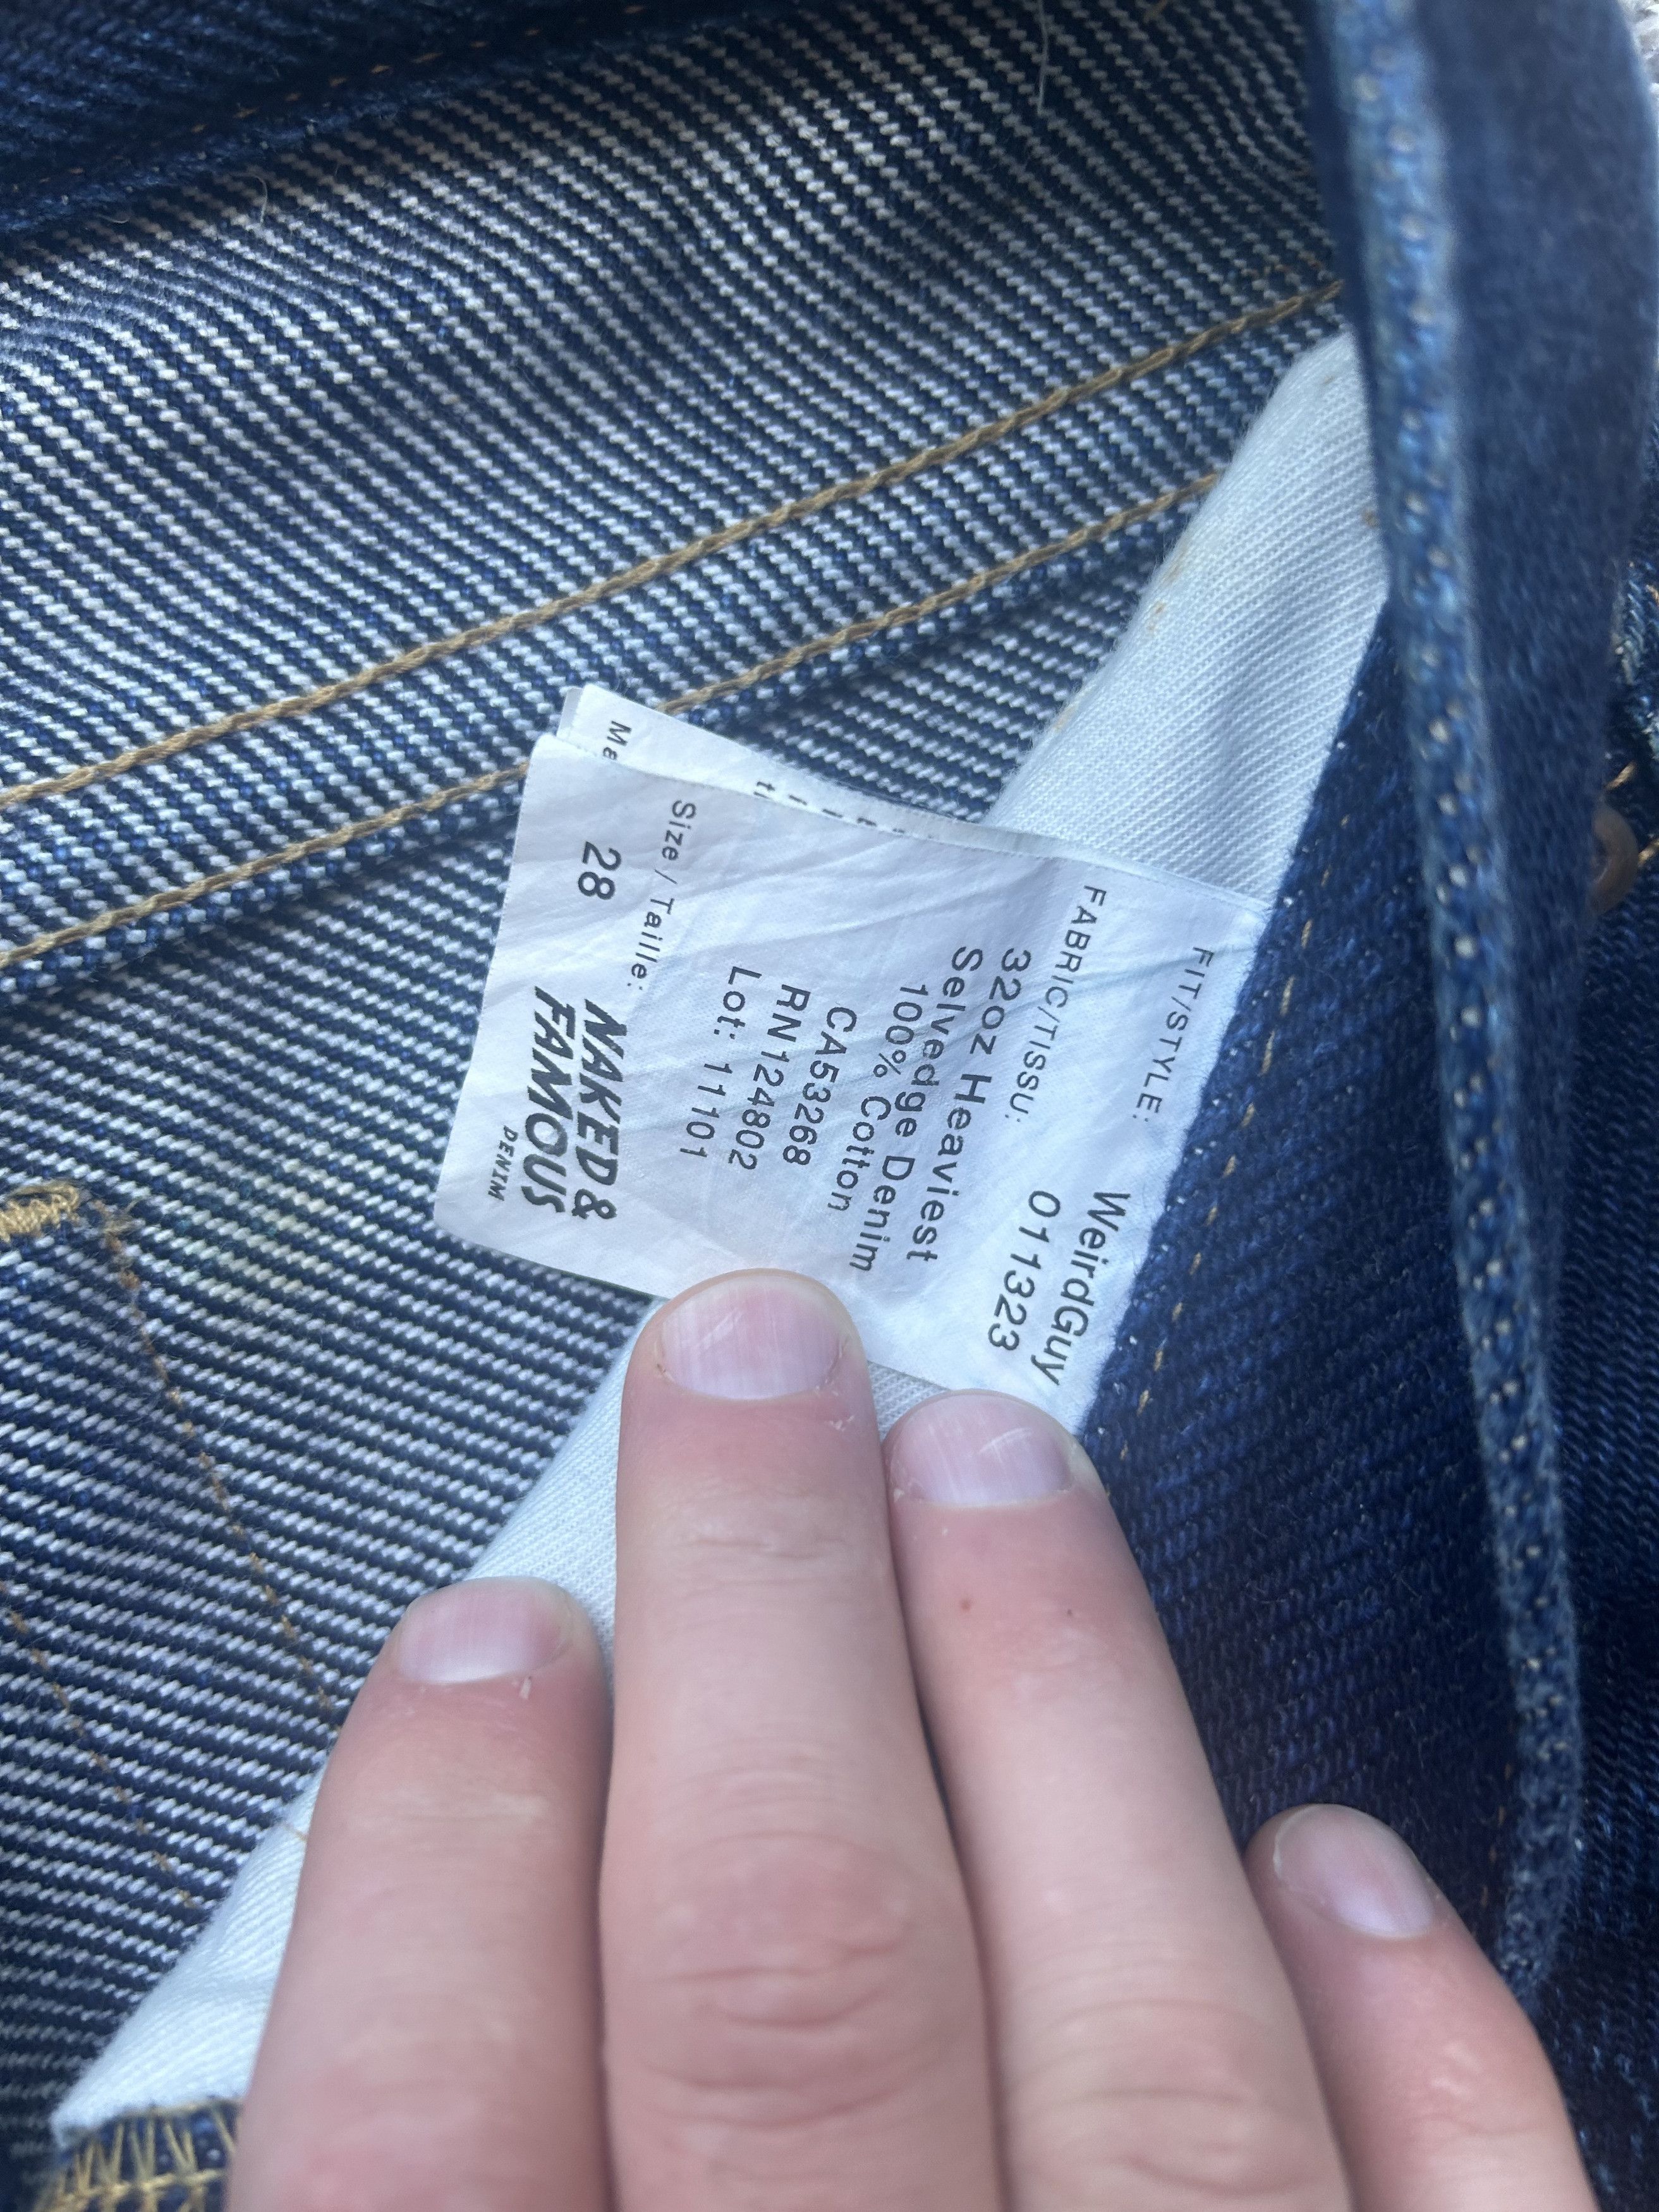 FIT/STYLE:
WeirdGuy
011323
FABRIC/TISSU:
32oz Heaviest
Selvedge Denim
100% Cotton
CA53268
RN124802
Lot: 11101
Size / Taille:
28
NAKED &
FAMOUS
DENIM